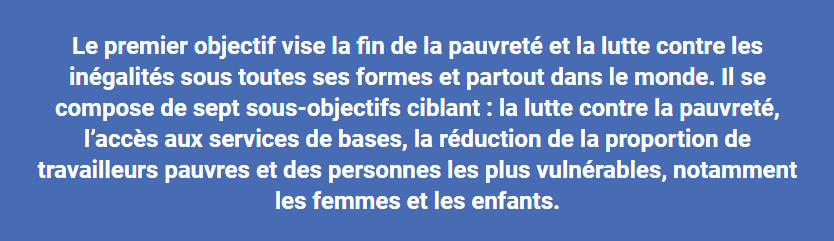 Le premier objectif vise la fin de la pauvreté et la lutte contre les
inégalités sous toutes ses formes et partout dans le monde. Il se
compose de sept sous-objectifs ciblant : la lutte contre la pauvreté,
l’accès aux services de bases, la réduction de la proportion de
travailleurs pauvres et des personnes les plus vulnérables, notamment
les femmes et les enfants.